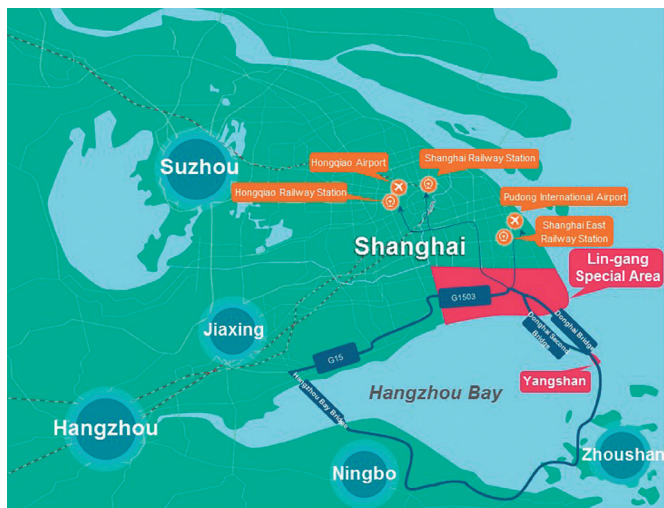 Suzhou
Hongqiao Airport
Shanghai Railway Station
Hongqiao Railway Station
Pudong International Airport
Shanghai East
Railway Station
Shanghai
Lin-gang
Special Area
G1503
Donghai Bridge
Donghai Second
Bridge
Jiaxing
G15
Yangshan
Hangzhou Bay Bridge
Hangzhou Bay
Hangzhou
Ningbo
Zhoushan